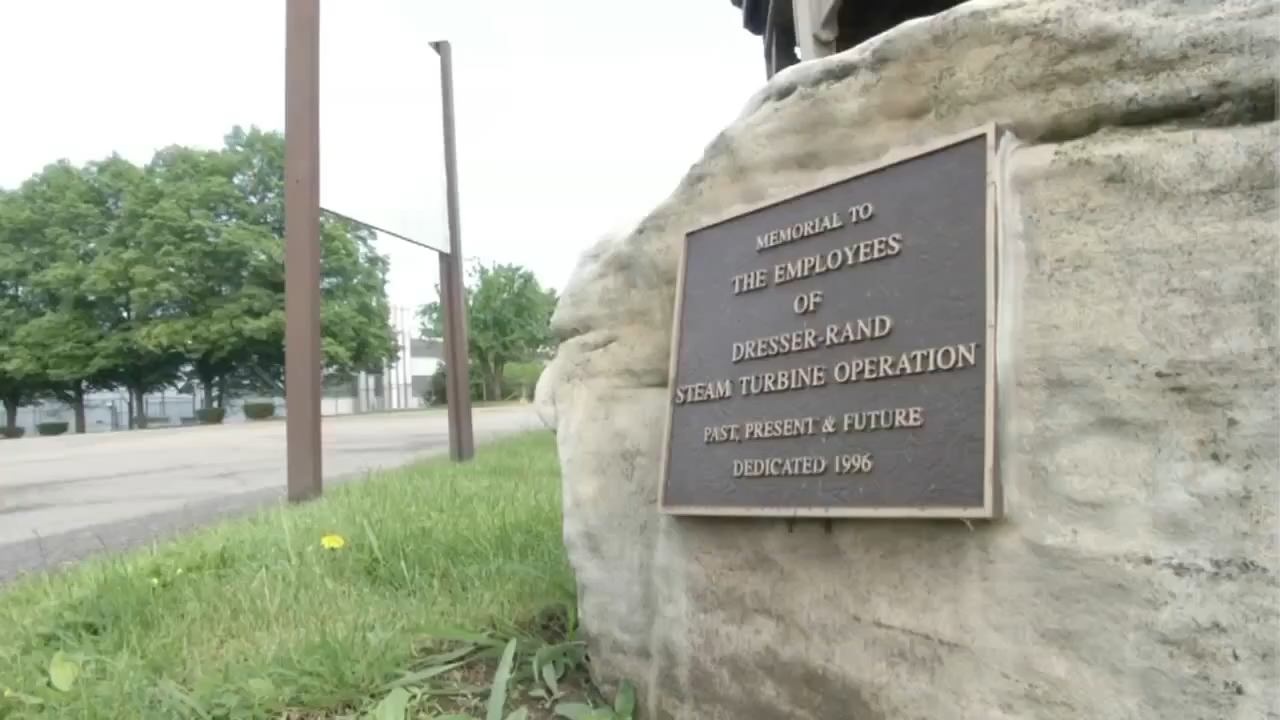 MEMORIAL TO
THE EMPLOYEES
OF
DRESSER-RAND
STEAM TURBINE OPERATION
PAST, PRESENT & FUTURE
DEDICATED 1996